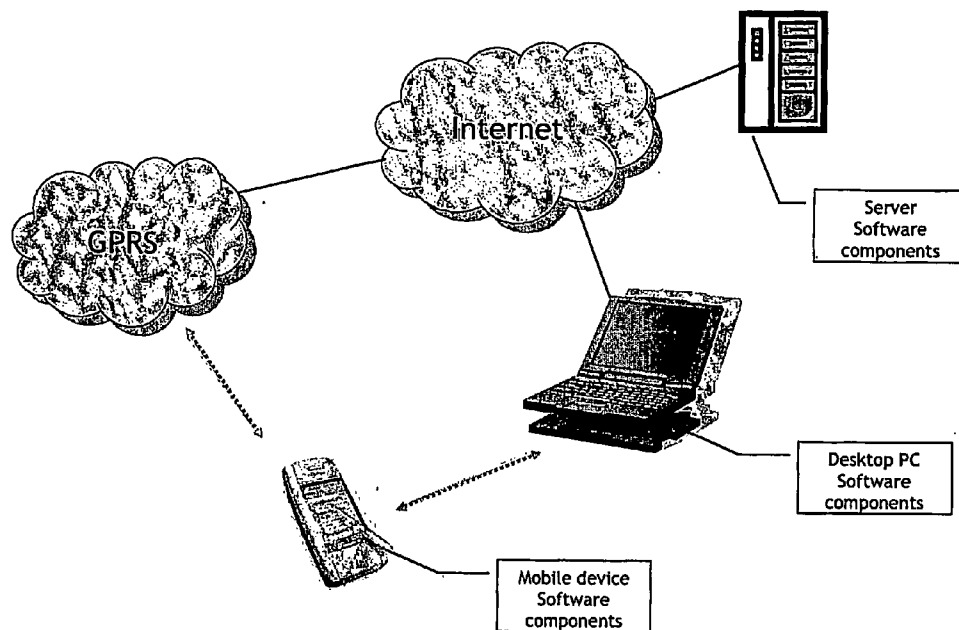 Internet
GPRS
Server
Software
components
Desktop PC
Software
components
Mobile device
Software
components